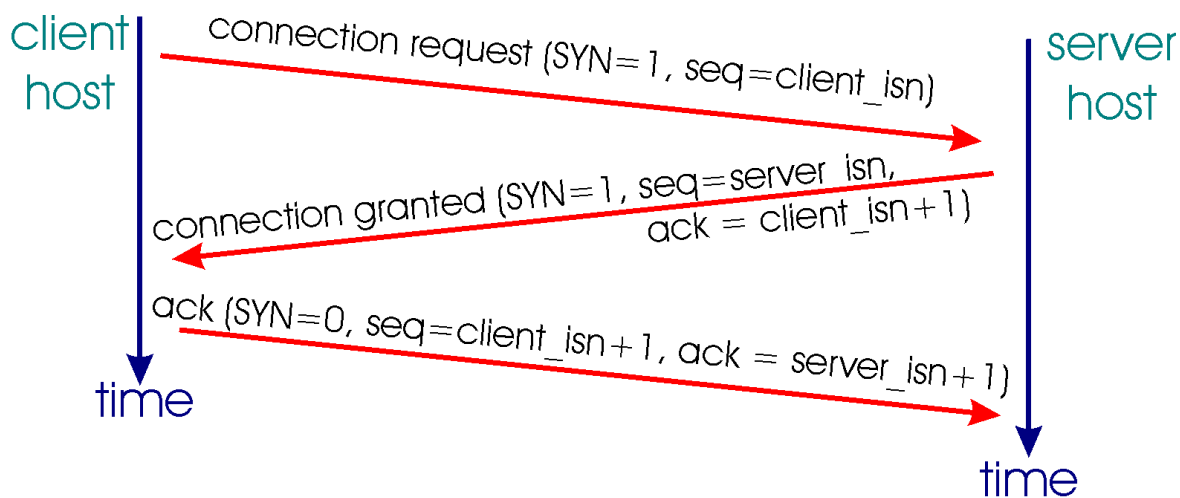 client
host
connection request (SYN=1, seq=client_isn)
server
host
connection granted (SYN=1, seq=server_isn,
ack = client_isn+1)
ack (SYN=0, seq=client_isn+1, ack = server_isn+1)
time
time